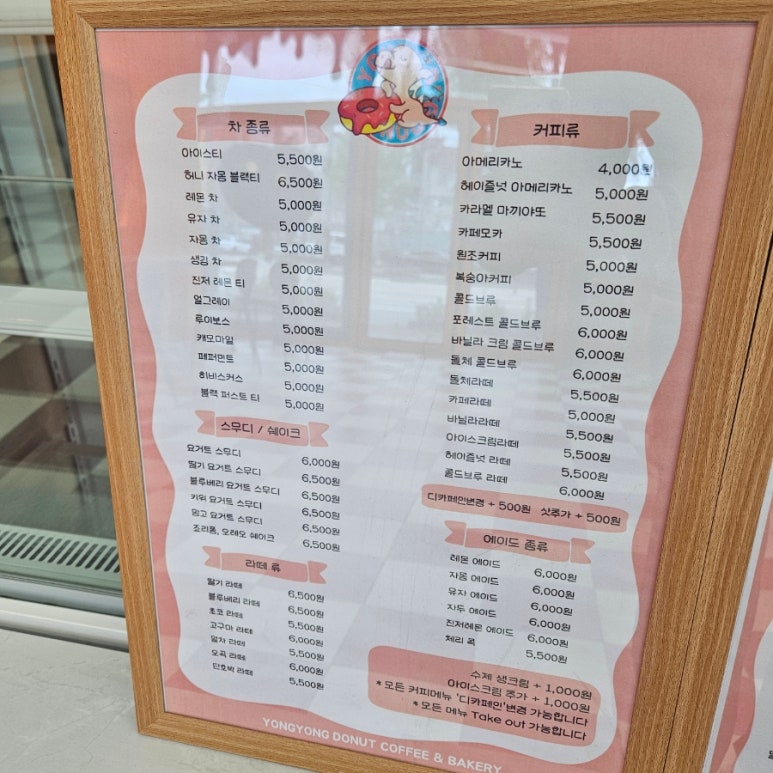 차 종류
아이스티 5,500원
허니 자몽 블랙티 6,500원
레몬 차 5,000원
유자 차 5,000원
자몽 차 5,000원
생강 차 5,000원
진저 레몬 티 5,000원
얼그레이 5,000원
루이보스 5,000원
캐모마일 5,000원
페퍼먼트 5,000원
히비스커스 5,000원
블랙 퍼스트 티 5,000원
스무디 / 쉐이크
요거트 스무디 6,000원
딸기 요거트 스무디 6,500원
블루베리 요거트 스무디 6,500원
키위 요거트 스무디 6,500원
망고 요거트 스무디 6,500원
조리퐁, 오레오 쉐이크 6,500원
라떼 류
딸기 라떼 6,500원
블루베리 라떼 6,500원
초코 라떼 5,500원
고구마 라떼 6,000원
말차 라떼 5,500원
오곡 라떼 6,000원
단호박 라떼 5,500원
커피류
아메리카노 4,000원
헤이즐넛 아메리카노 5,000원
카라멜 마끼야또 5,500원
카페모카 5,500원
원조커피 5,000원
복숭아커피 5,000원
콜드브루 5,000원
포레스트 콜드브루 6,000원
바닐라 크림 콜드브루 6,000원
돌체 콜드브루 6,000원
돌체라떼 5,500원
카페라떼 5,000원
바닐라라떼 5,500원
아이스크림라떼 5,500원
헤이즐넛 라떼 5,500원
콜드브루 라떼 6,000원
디카페인변경 + 500원 샷추가 + 500원
에이드 종류
레몬 에이드 6,000원
자몽 에이드 6,000원
유자 에이드 6,000원
자두 에이드 6,000원
진저레몬 에이드 6,000원
체리 콕 5,500원
수제 생크림 + 1,000원
아이스크림 추가 + 1,000원
* 모든 커피메뉴 '디카페인'변경 가능합니다
* 모든 메뉴 Take out 가능합니다
YONGYONG DONUT COFFEE & BAKERY